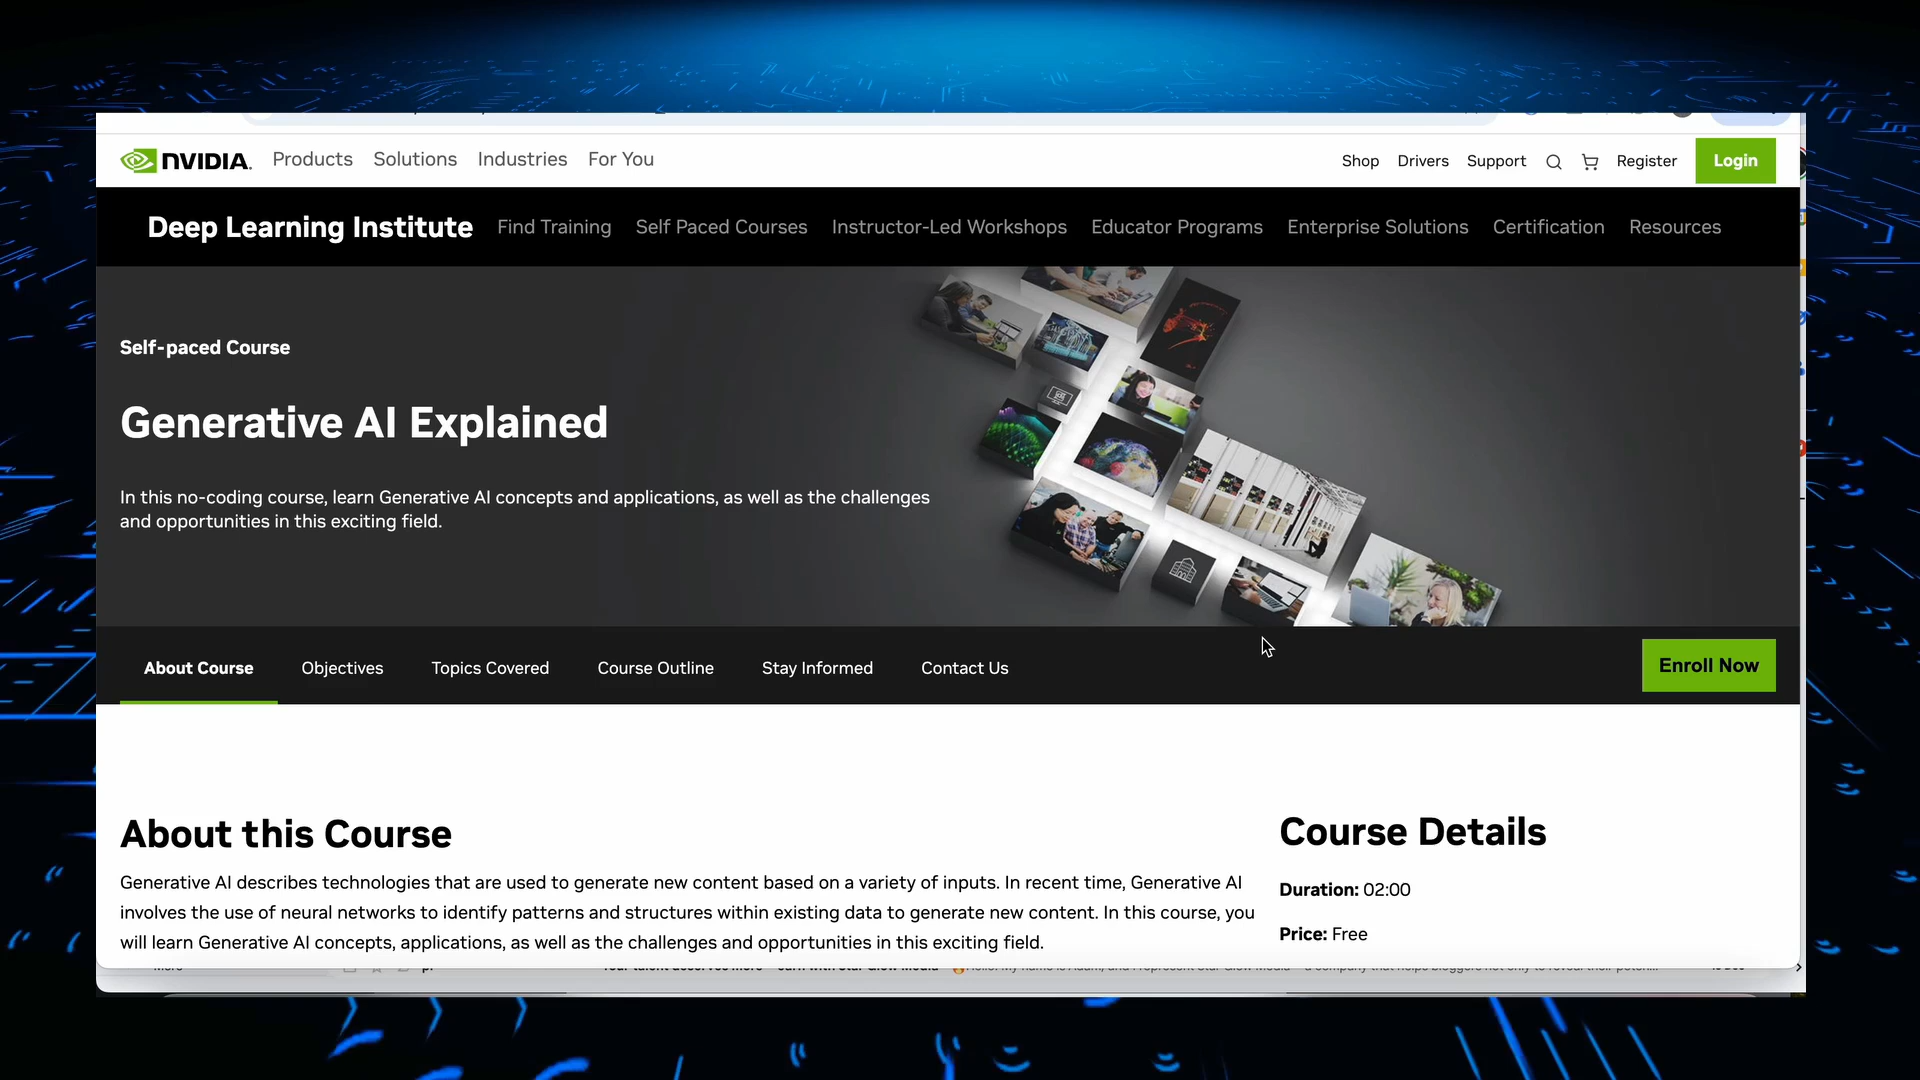 NVIDIA. Products Solutions Industries For You Shop Drivers Support Register Login
Deep Learning Institute Find Training Self Paced Courses Instructor-Led Workshops Educator Programs Enterprise Solutions Certification Resources
Self-paced Course
Generative AI Explained
In this no-coding course, learn Generative AI concepts and applications, as well as the challenges
and opportunities in this exciting field.
About Course Objectives Topics Covered Course Outline Stay Informed Contact Us Enroll Now
About this Course
Generative AI describes technologies that are used to generate new content based on a variety of inputs. In recent time, Generative AI
involves the use of neural networks to identify patterns and structures within existing data to generate new content. In this course, you
will learn Generative AI concepts, applications, as well as the challenges and opportunities in this exciting field.
Course Details
Duration: 02:00
Price: Free